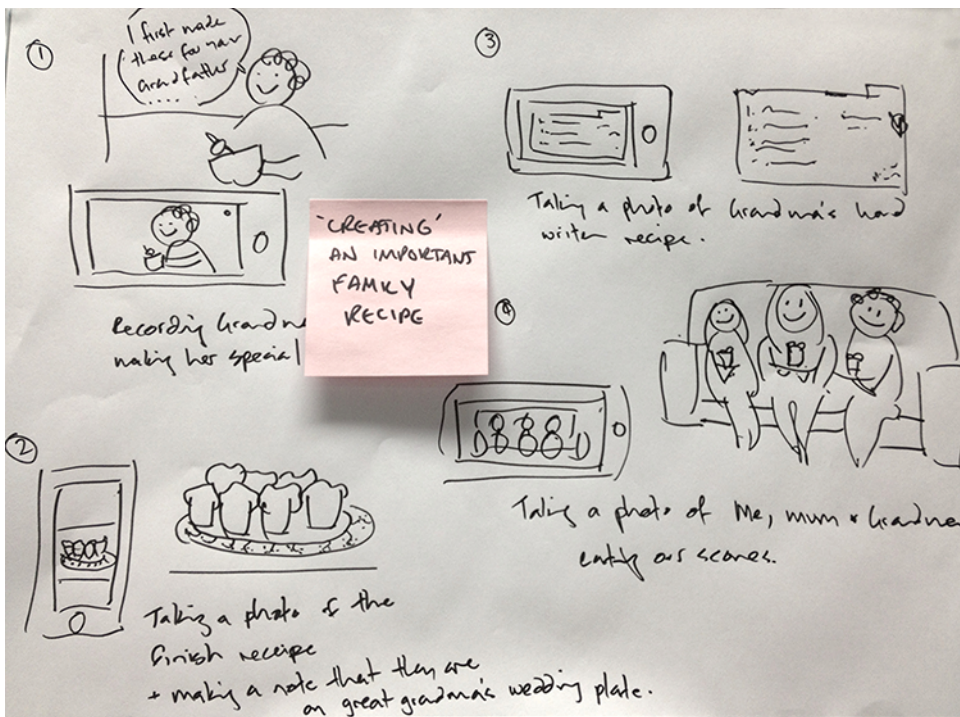 ①
I first made
these for your
Grandfather
.....
Recording Grandma
making her special
'CREATING'
AN IMPORTANT
FAMILY
RECIPE
②
Taking a photo of the
finish receipe
+ making a note that they are
on great grandma's wedding plate.
③
Taking a photo of Grandma's hand
writen recipe.
④
Taking a photo of Me, mum & Grandma
eating our scones.